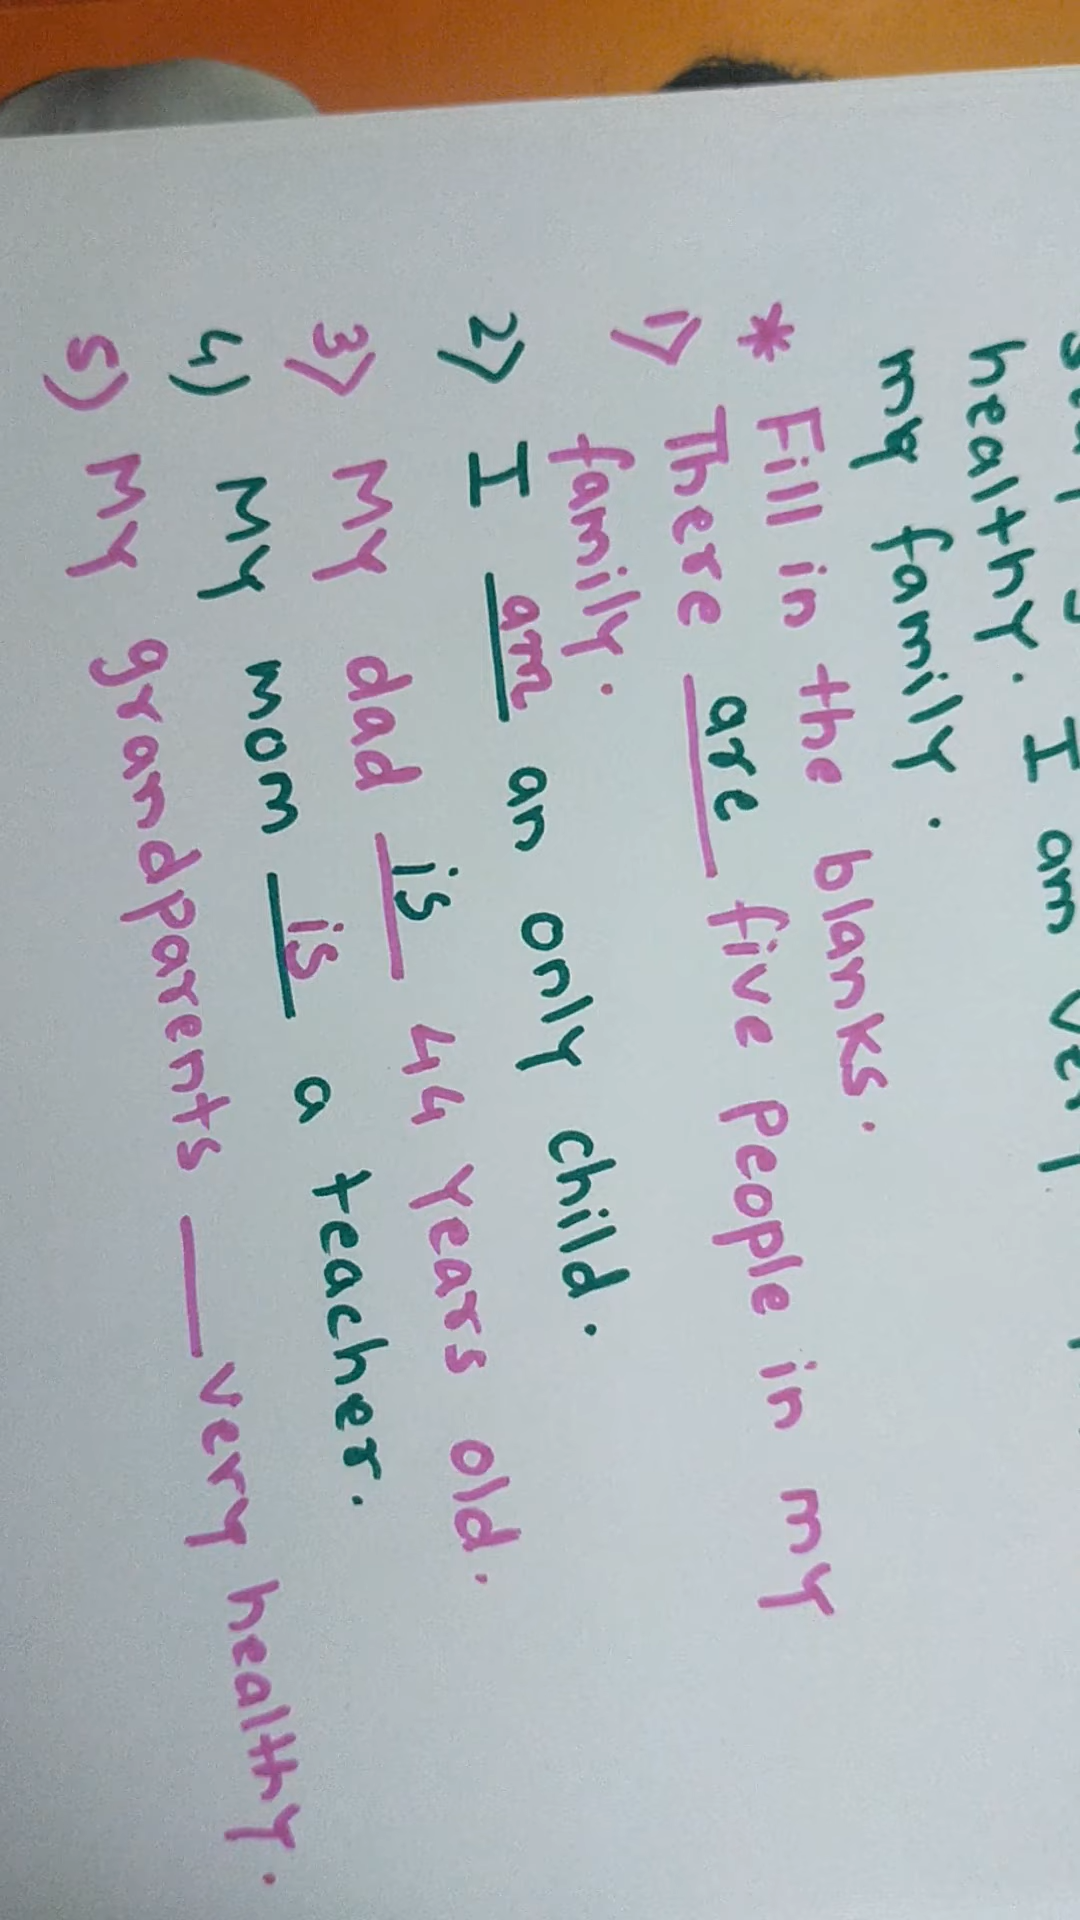 healthy. I am
my family.
* Fill in the blanks.
1) There are five people in my
family.
2) I am an only child.
3) My dad is 44 years old.
4) My mom is a teacher.
5) My grandparents ___ very healthy.